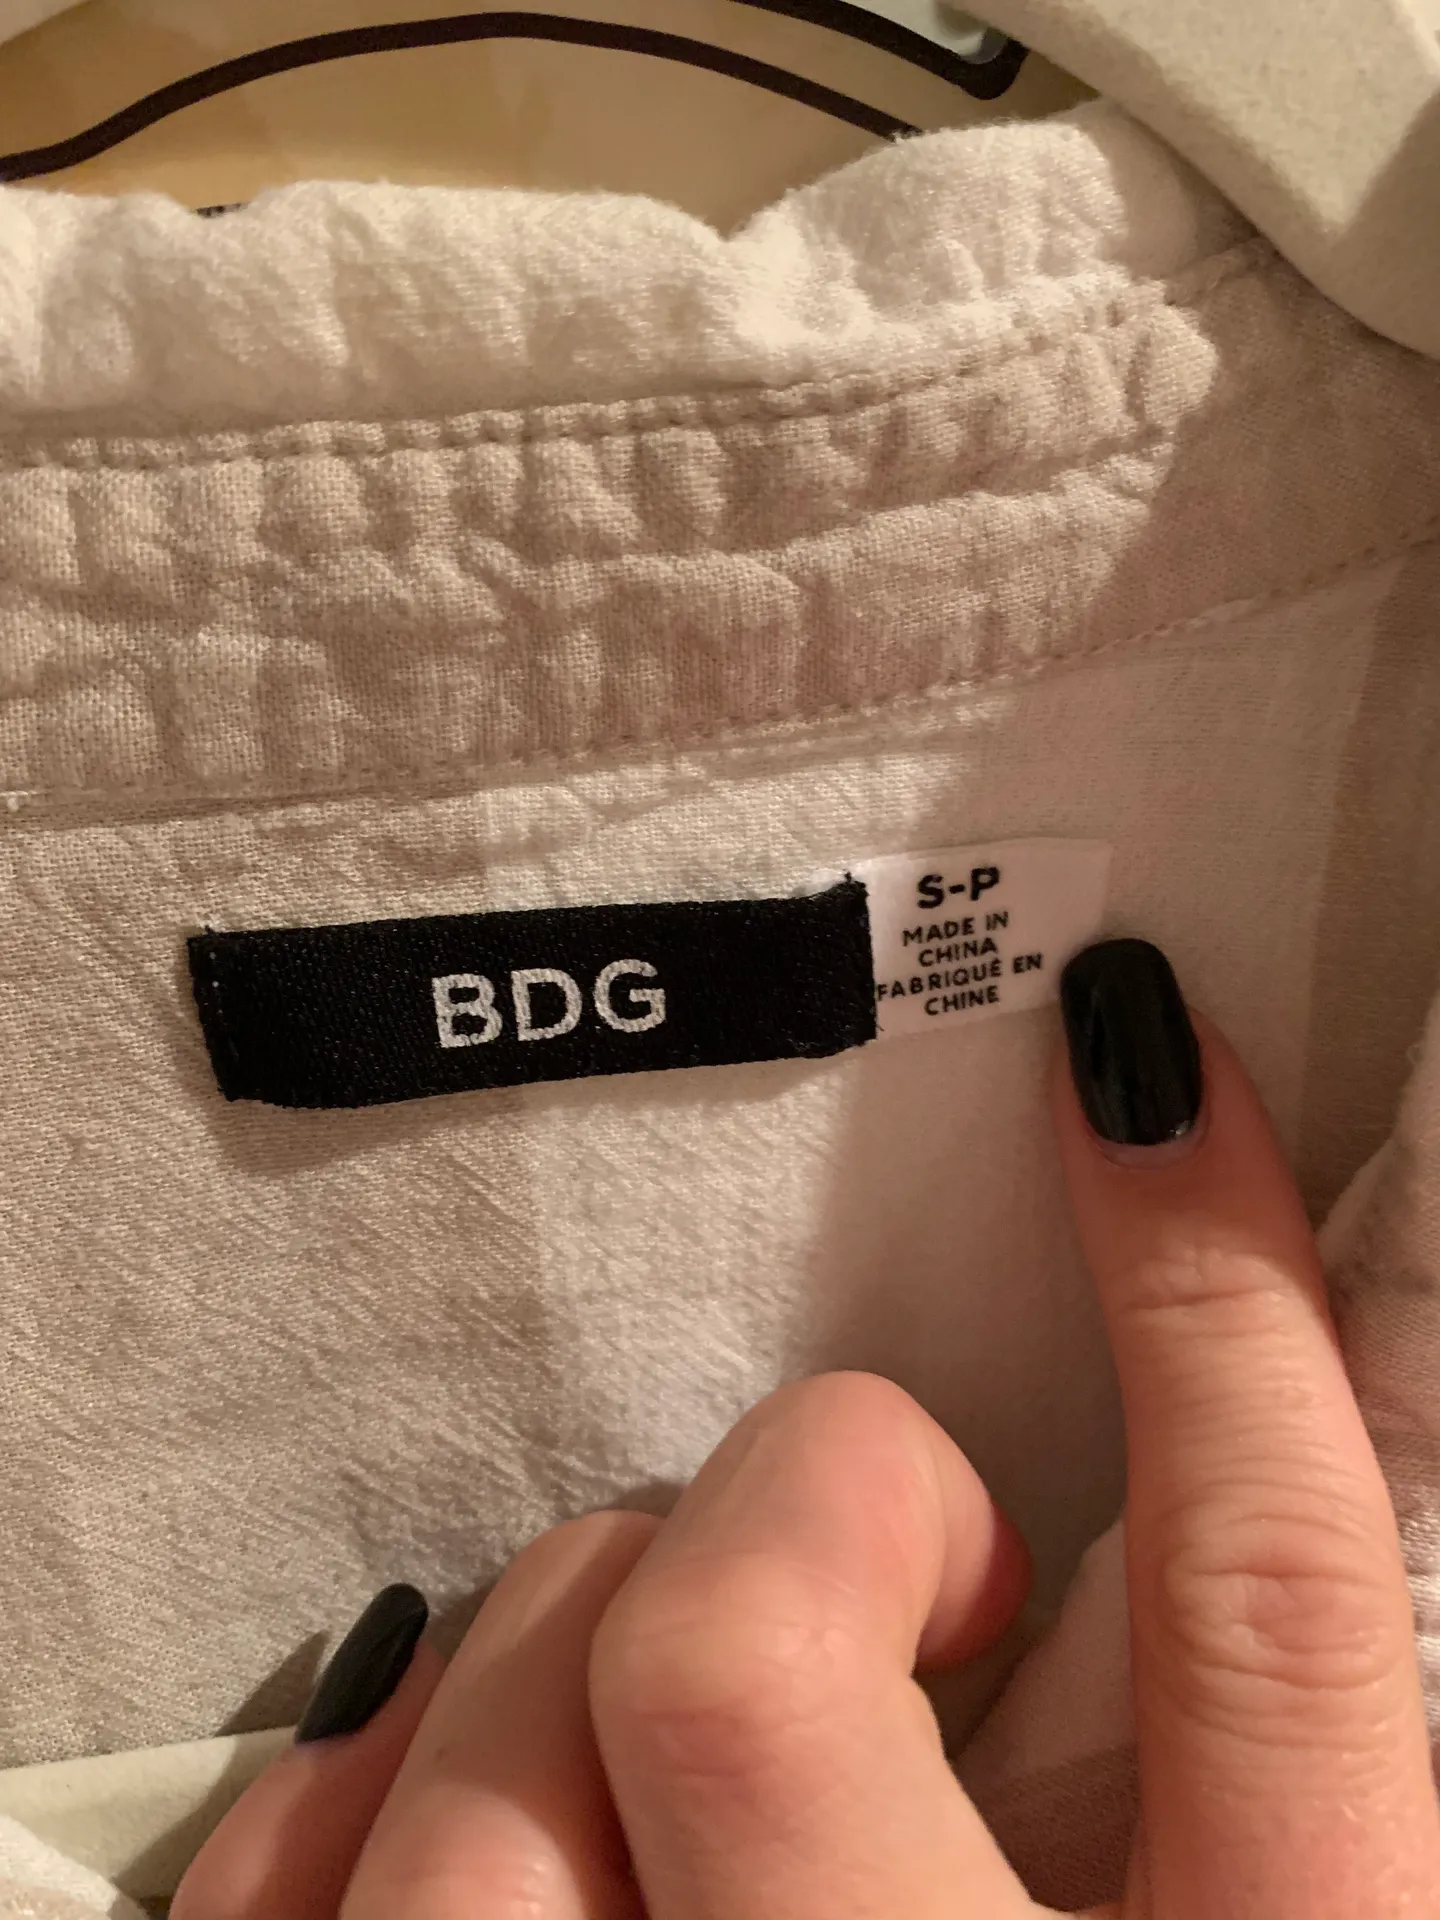 BDG
S-P
MADE IN
CHINA
FABRIQUÉ EN
CHINE